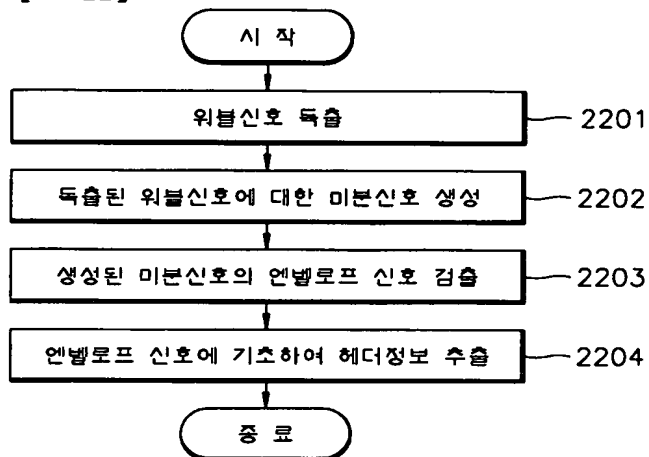 시 작
위블신호 독출
2201
독출된 위블신호에 대한 미분신호 생성
2202
생성된 미분신호의 엔벨로프 신호 검출
2203
엔벨로프 신호에 기초하여 헤더정보 추출
2204
종 료